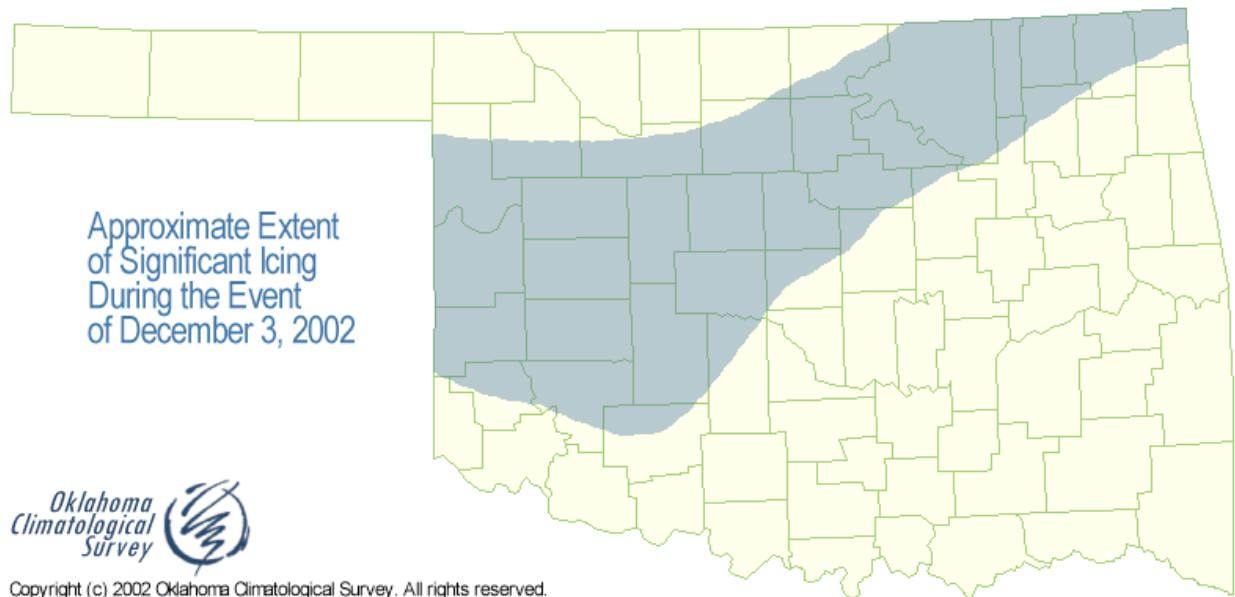 Approximate Extent
of Significant Icing
During the Event
of December 3, 2002
Oklahoma
Climatological
Survey
Copyright (c) 2002 Oklahoma Climatological Survey. All rights reserved.